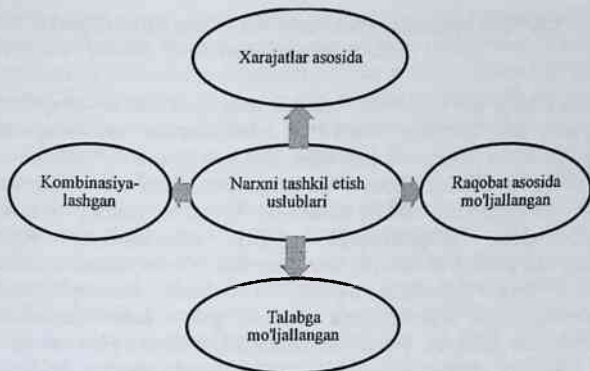 Xarajatlar asosida
Kombinasiya-
lashgan
Narxni tashkil etish
uslublari
Raqobat asosida
mo'ljallangan
Talabga
mo'ljallangan